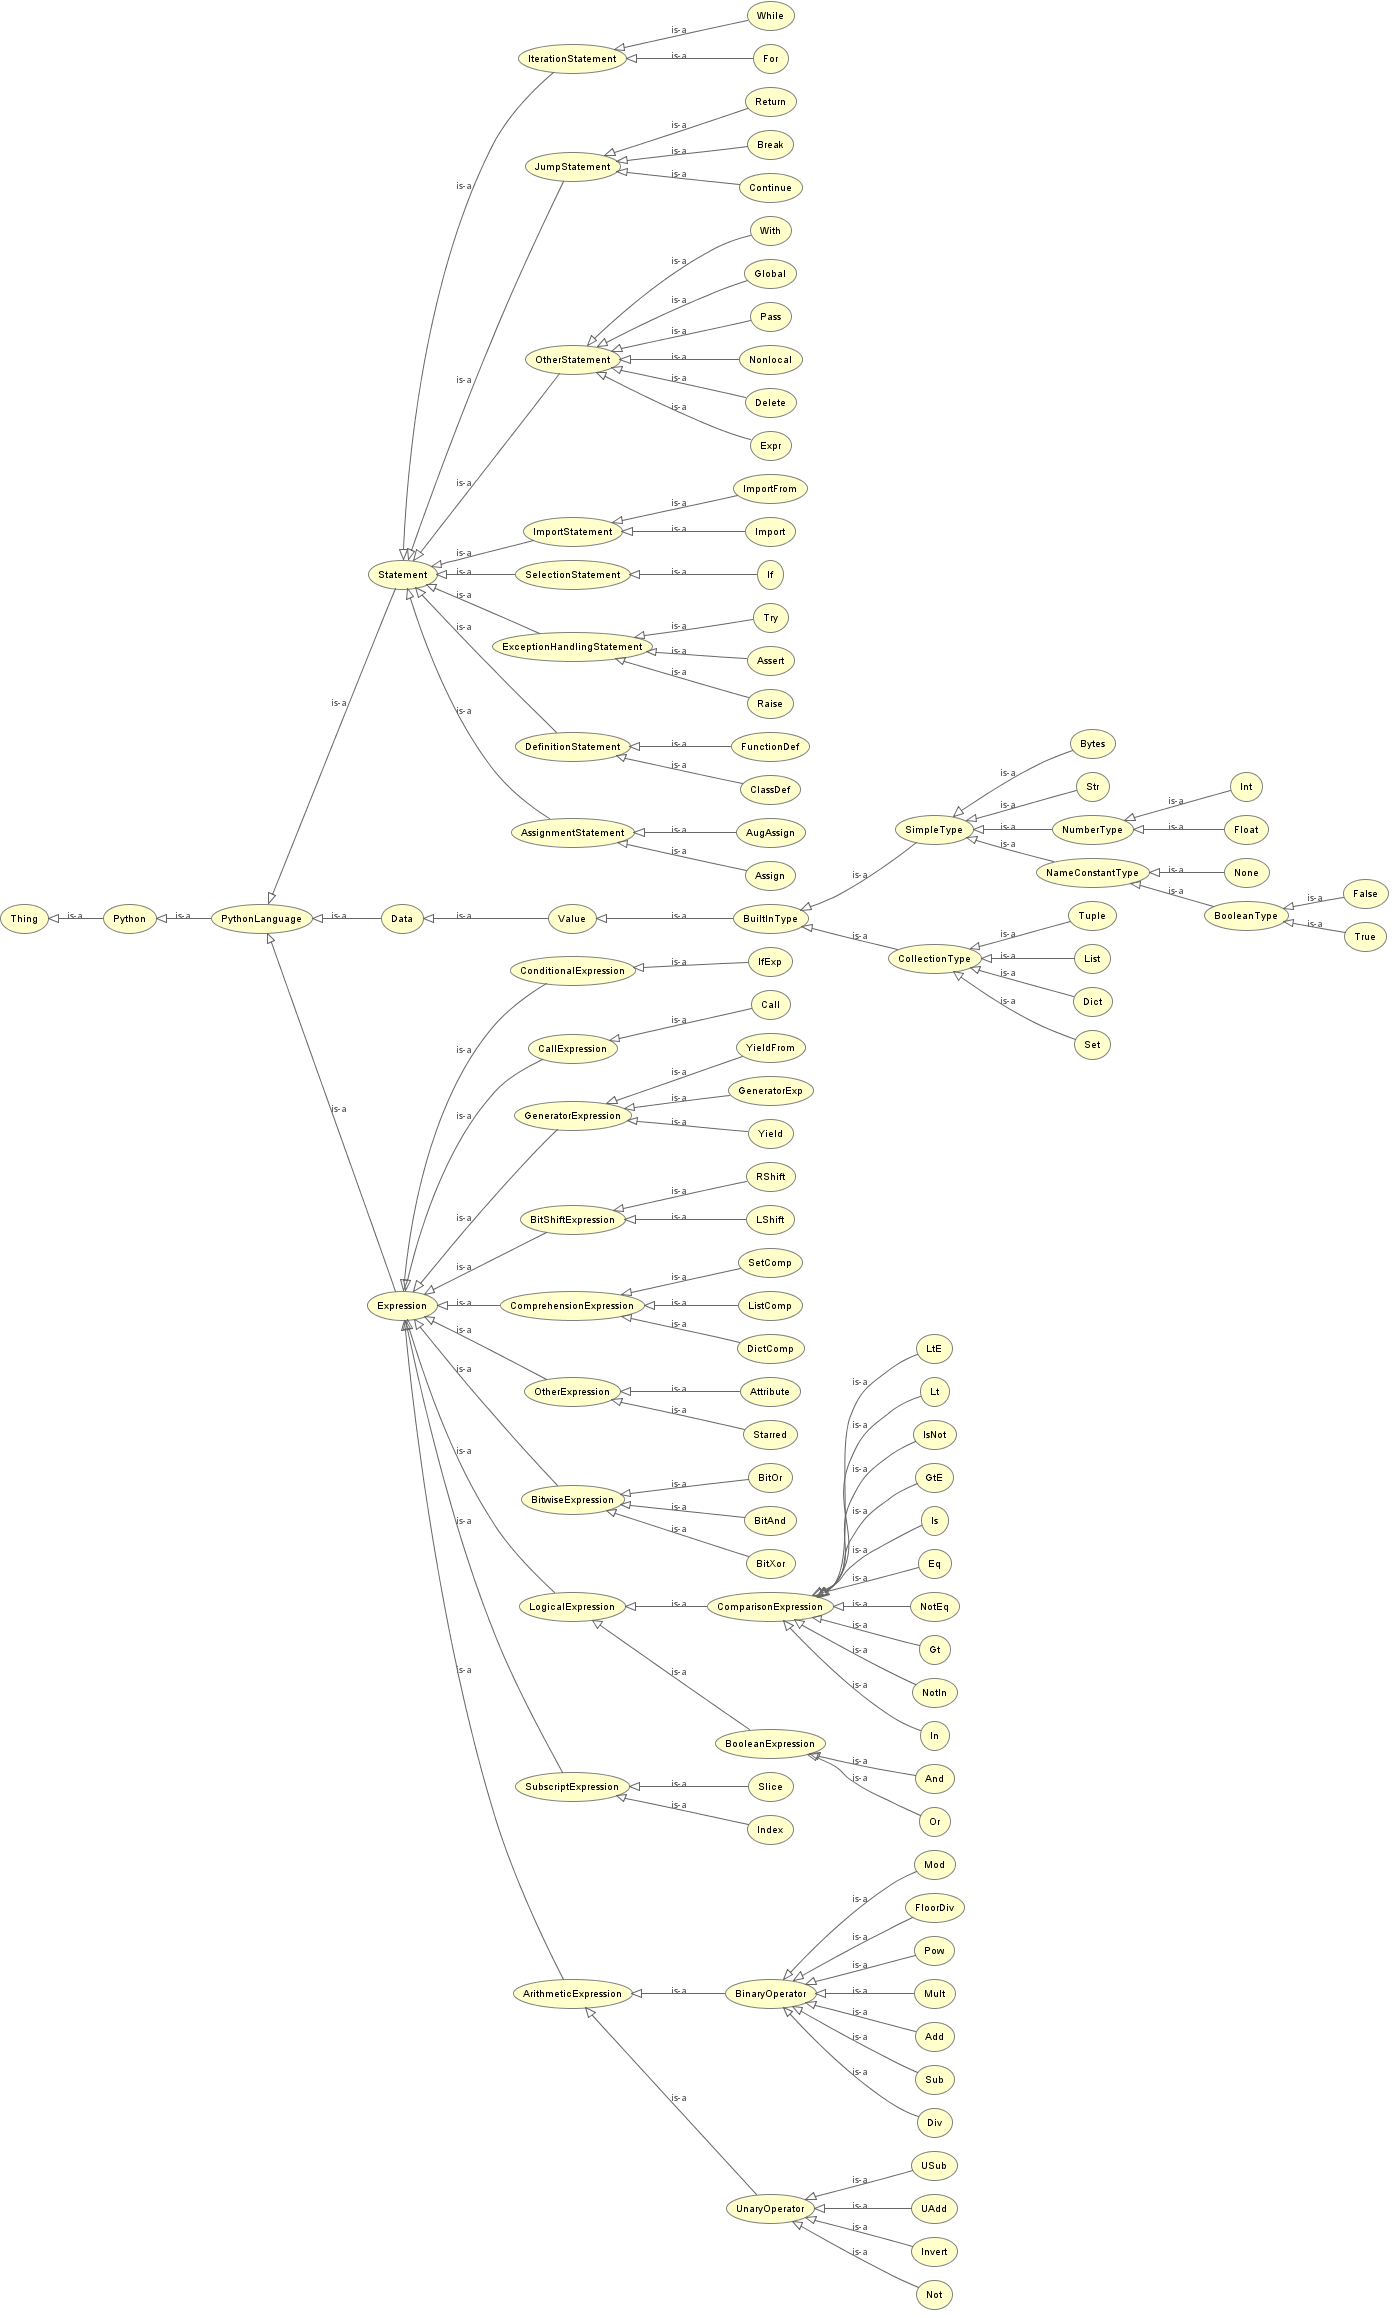 While
is-a
IterationStatement
is-a
For
Return
is-a
Break
JumpStatement
is-a
is-a
Continue
is-a
With
is-a
Global
is-a
Pass
is-a
OtherStatement
is-a
Nonlocal
is-a
is-a
Delete
is-a
Expr
is-a
ImportFrom
is-a
ImportStatement
is-a
Import
is-a
Statement
is-a
SelectionStatement
is-a
If
Try
is-a
is-a
ExceptionHandlingStatement
is-a
Assert
is-a
Raise
is-a
is-a
DefinitionStatement
is-a
FunctionDef
is-a
ClassDef
AssignmentStatement
is-a
AugAssign
is-a
Assign
Bytes
is-a
Str
is-a
Int
is-a
SimpleType
is-a
NumberType
is-a
Float
is-a
NameConstantType
is-a
None
is-a
is-a
False
is-a
BooleanType
is-a
True
Thing
is-a
Python
is-a
PythonLanguage
is-a
Data
is-a
Value
is-a
BuiltInType
is-a
Tuple
is-a
CollectionType
is-a
List
is-a
Dict
is-a
Set
ConditionalExpression
is-a
IfExp
Call
is-a
is-a
CallExpression
YieldFrom
is-a
GeneratorExp
is-a
is-a
is-a
GeneratorExpression
is-a
Yield
RShift
is-a
is-a
BitShiftExpression
is-a
LShift
is-a
SetComp
is-a
Expression
is-a
ComprehensionExpression
is-a
ListComp
is-a
DictComp
is-a
OtherExpression
is-a
Attribute
is-a
Starred
is-a
BitOr
is-a
BitwiseExpression
is-a
BitAnd
is-a
BitXor
is-a
LtE
is-a
Lt
is-a
IsNot
is-a
GtE
is-a
Is
is-a
Eq
is-a
is-a
LogicalExpression
is-a
ComparisonExpression
is-a
NotEq
is-a
Gt
is-a
NotIn
is-a
In
is-a
BooleanExpression
is-a
And
is-a
Or
is-a
SubscriptExpression
is-a
Slice
is-a
Index
Mod
is-a
FloorDiv
is-a
Pow
is-a
is-a
ArithmeticExpression
is-a
BinaryOperator
is-a
Mult
is-a
Add
is-a
Sub
is-a
Div
is-a
USub
is-a
UnaryOperator
is-a
UAdd
is-a
Invert
is-a
Not